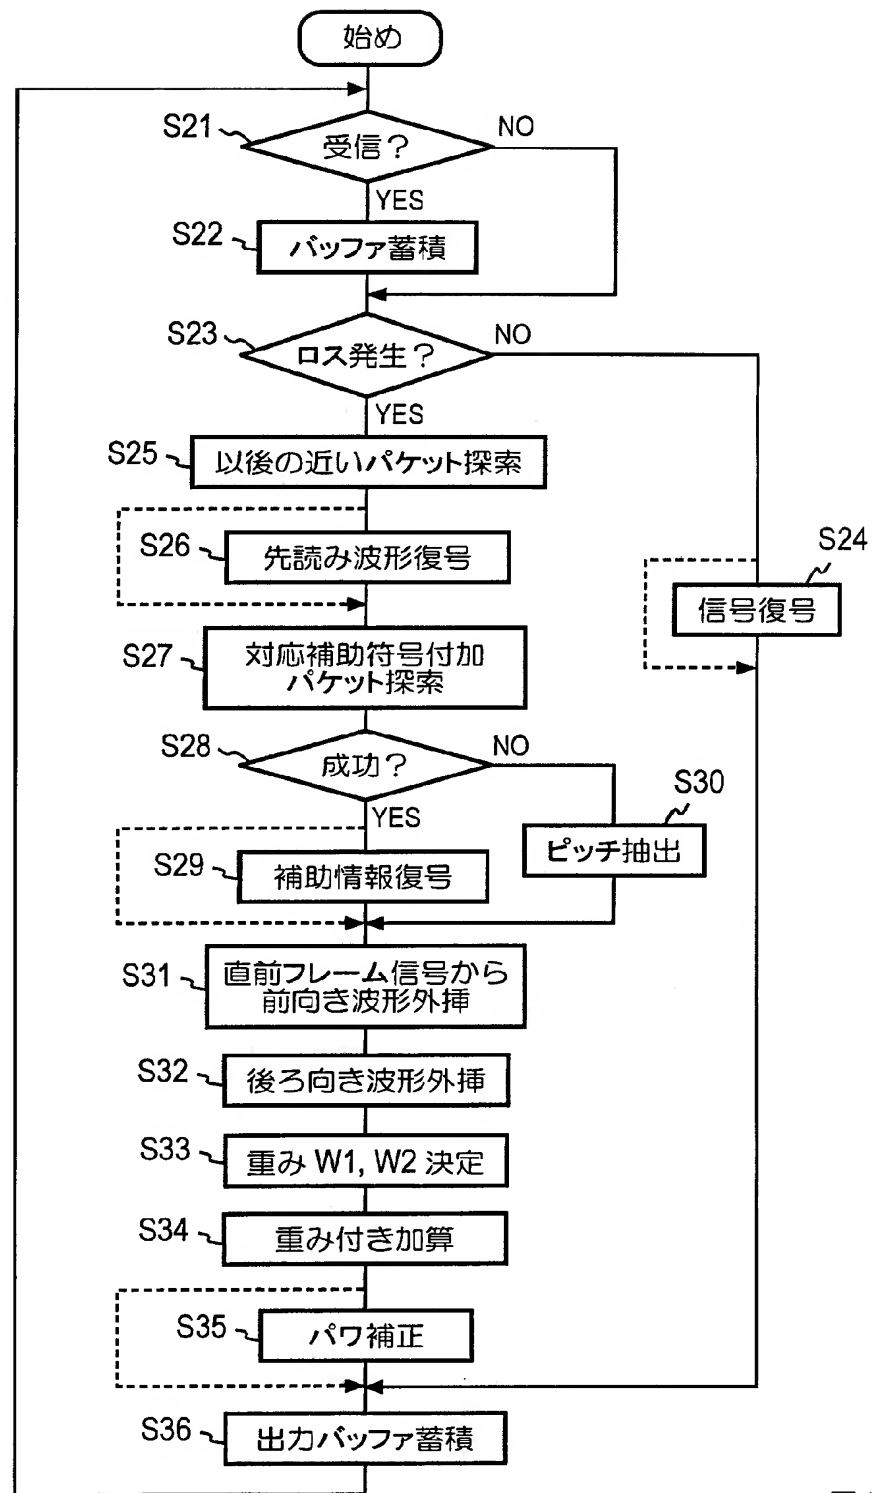 始め
S21
受信？
NO
YES
S22
バッファ蓄積
S23
ロス発生？
NO
YES
S25
以後の近いパケット探索
S26
先読み波形復号
S24
信号復号
S27
対応補助符号付加
パケット探索
S28
成功？
NO
YES
S30
ピッチ抽出
S29
補助情報復号
S31
直前フレーム信号から
前向き波形外挿
S32
後ろ向き波形外挿
S33
重み W1, W2 決定
S34
重み付き加算
S35
パワ補正
S36
出力バッファ蓄積